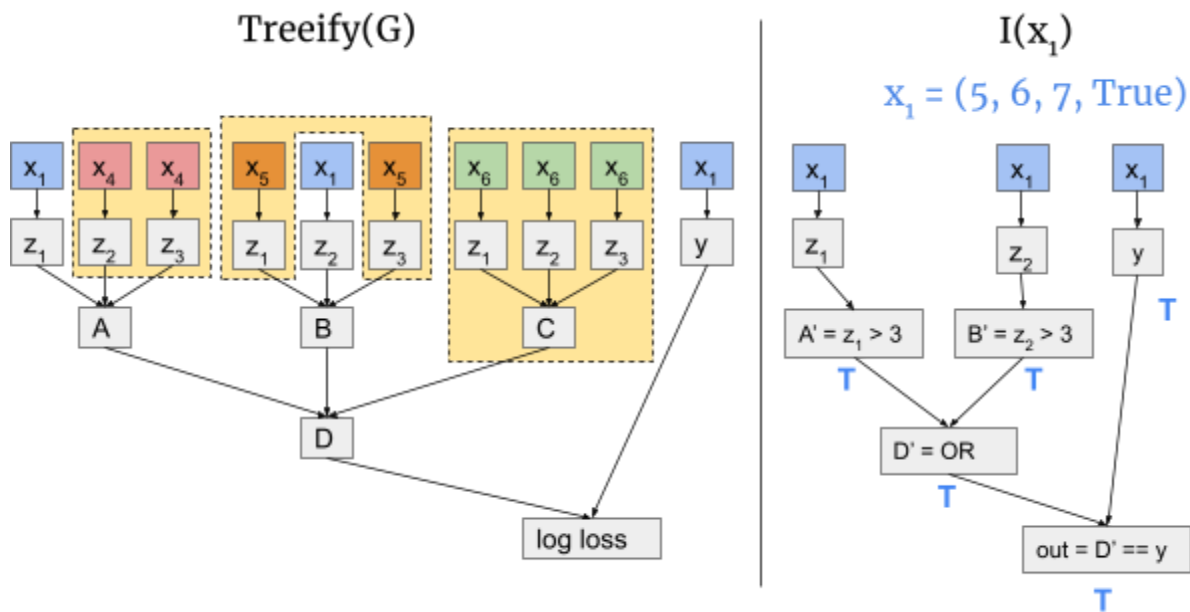 Treeify(G)
I(x₁)
x₁ = (5, 6, 7, True)
x₁ x₄ x₄ x₅ x₁ x₅ x₆ x₆ x₆ x₁
x₁ x₁ x₁
z₁ z₂ z₃ z₁ z₂ z₃ z₁ z₂ z₃ y
z₁ z₂ y
T
A B C
A' = z₁ > 3 B' = z₂ > 3
T T
D
D' = OR
T
log loss
out = D' == y
T